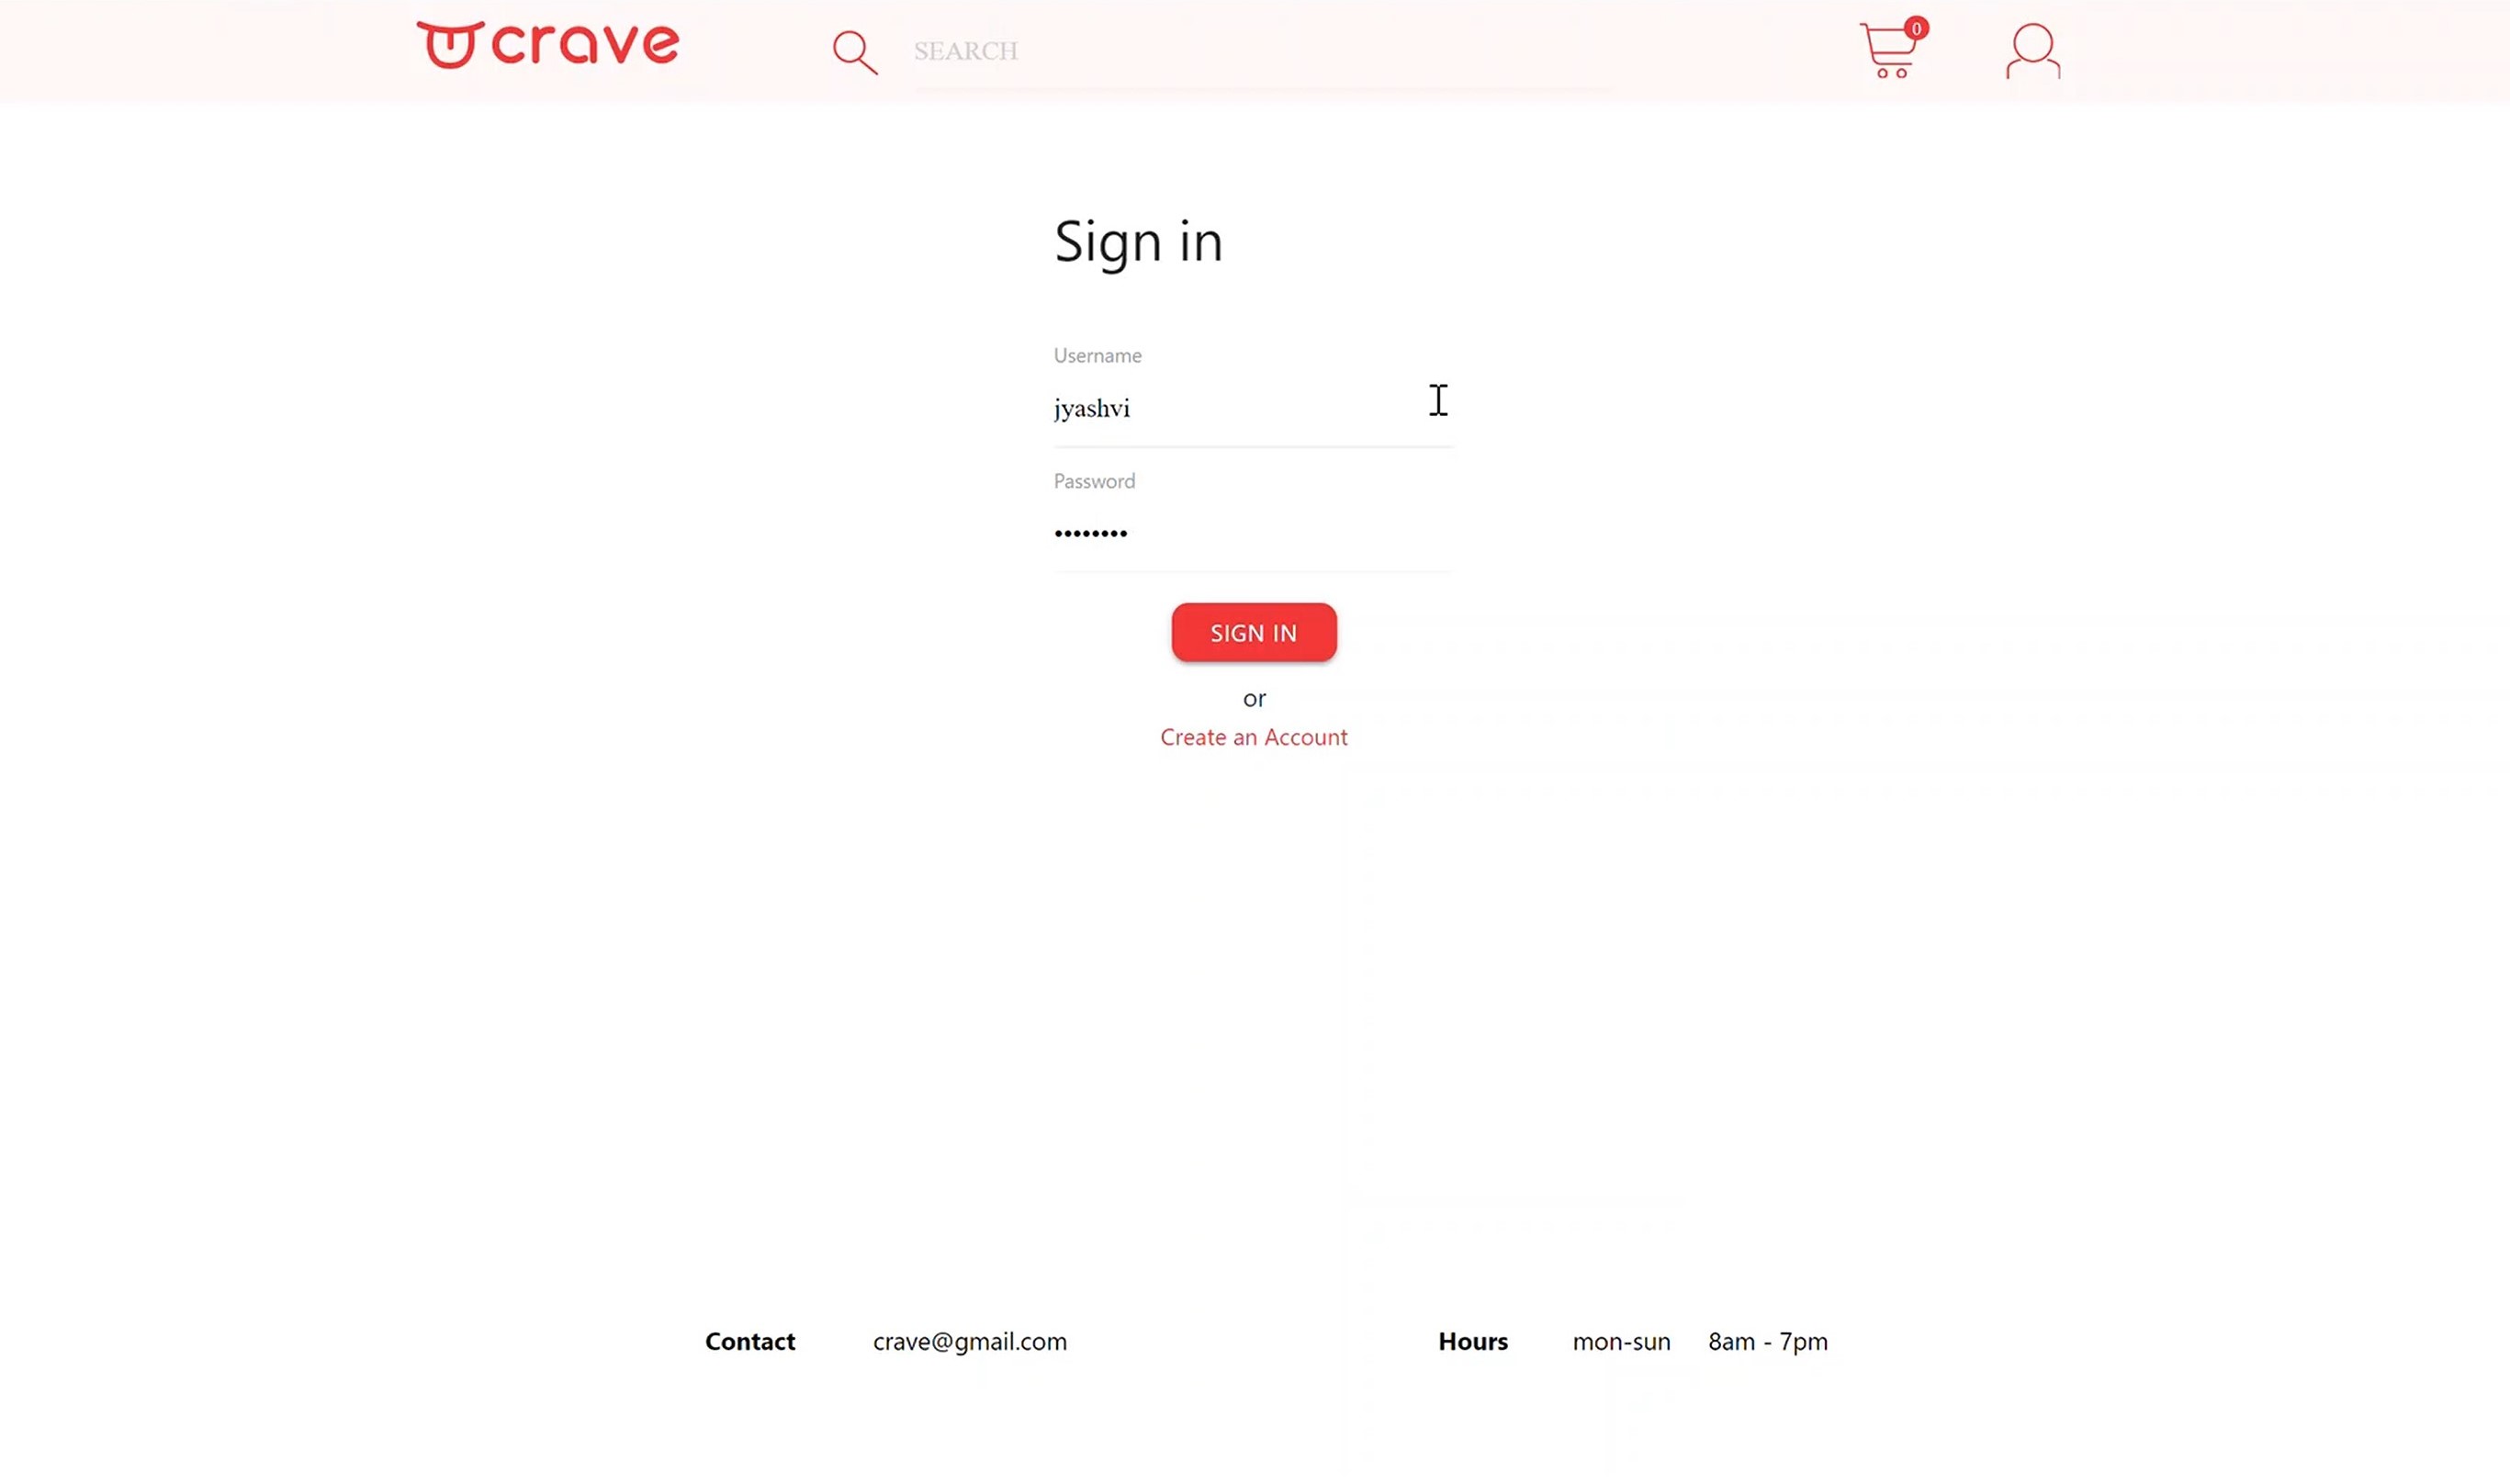 crave
SEARCH
0
Sign in
Username
jyashvi
Password
••••••••
SIGN IN
or
Create an Account
Contact crave@gmail.com Hours mon-sun 8am - 7pm